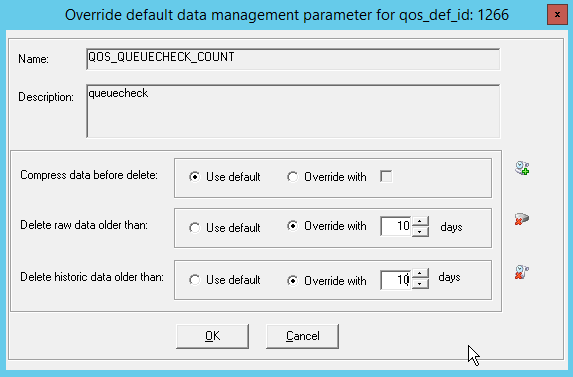 Override default data management parameter for qos_def_id: 1266
x
Name: QOS_QUEUECHECK_COUNT
Description: queuecheck
Compress data before delete: Use default Override with
Delete raw data older than: Use default Override with 10 days
Delete historic data older than: Use default Override with 10 days
OK Cancel